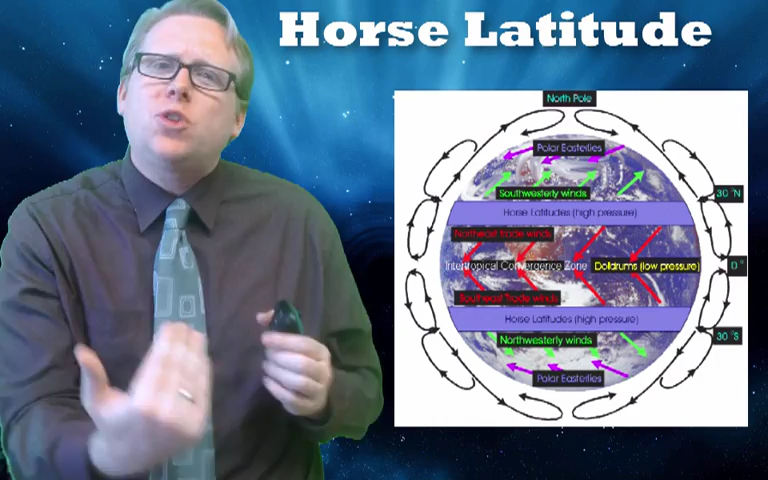 Horse Latitude
North Pole
Polar Easterlies
Southwesterly winds
30 °N
Horse Latitudes (high pressure)
Northeast trade winds
Intertropical Convergence Zone
Doldrums (low pressure)
0 °
Southeast Trade winds
Horse Latitudes (high pressure)
30 °S
Northwesterly winds
Polar Easterlies